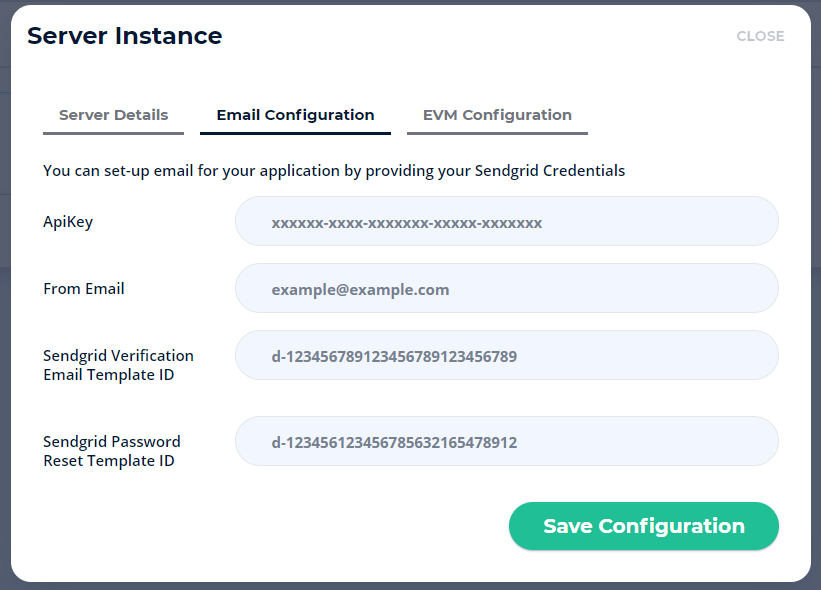 Server Instance
CLOSE
Server Details
Email Configuration
EVM Configuration
You can set-up email for your application by providing your Sendgrid Credentials
ApiKey
xxxxxx-xxxx-xxxxxxx-xxxxx-xxxxxxx
From Email
example@example.com
Sendgrid Verification
Email Template ID
d-123456789123456789123456789
Sendgrid Password
Reset Template ID
d-123456123456785632165478912
Save Configuration